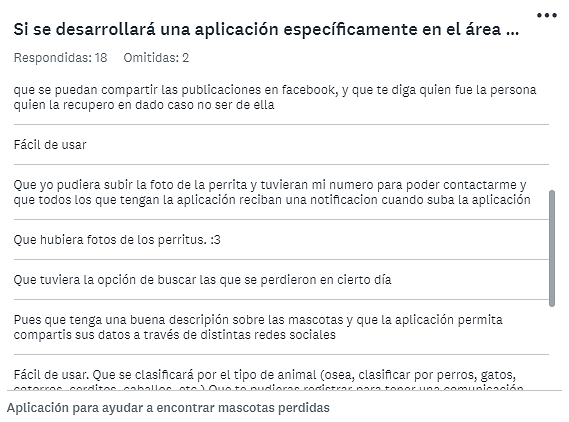 Si se desarrollará una aplicación específicamente en el área ...
Respondidas: 18 Omitidas: 2
que se puedan compartir las publicaciones en facebook, y que te diga quien fue la persona
quien la recupero en dado caso no ser de ella
Fácil de usar
Que yo pudiera subir la foto de la perrita y tuvieran mi numero para poder contactarme y
que todos los que tengan la aplicación reciban una notificacion cuando suba la aplicación
Que hubiera fotos de los perritus. :3
Que tuviera la opción de buscar las que se perdieron en cierto día
Pues que tenga una buena descripión sobre las mascotas y que la aplicación permita
compartis sus datos a través de distintas redes sociales
Fácil de usar. Que se clasificará por el tipo de animal (osea, clasificar por perros, gatos,
cotorros, cerditos, caballos, etc.) Que te pudieras registrar para tener una comunicación
Aplicación para ayudar a encontrar mascotas perdidas